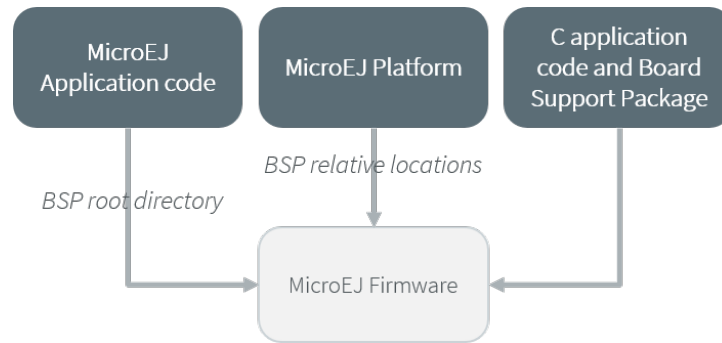 MicroEJ
Application code
MicroEJ Platform
C application
code and Board
Support Package
BSP relative locations
BSP root directory
MicroEJ Firmware